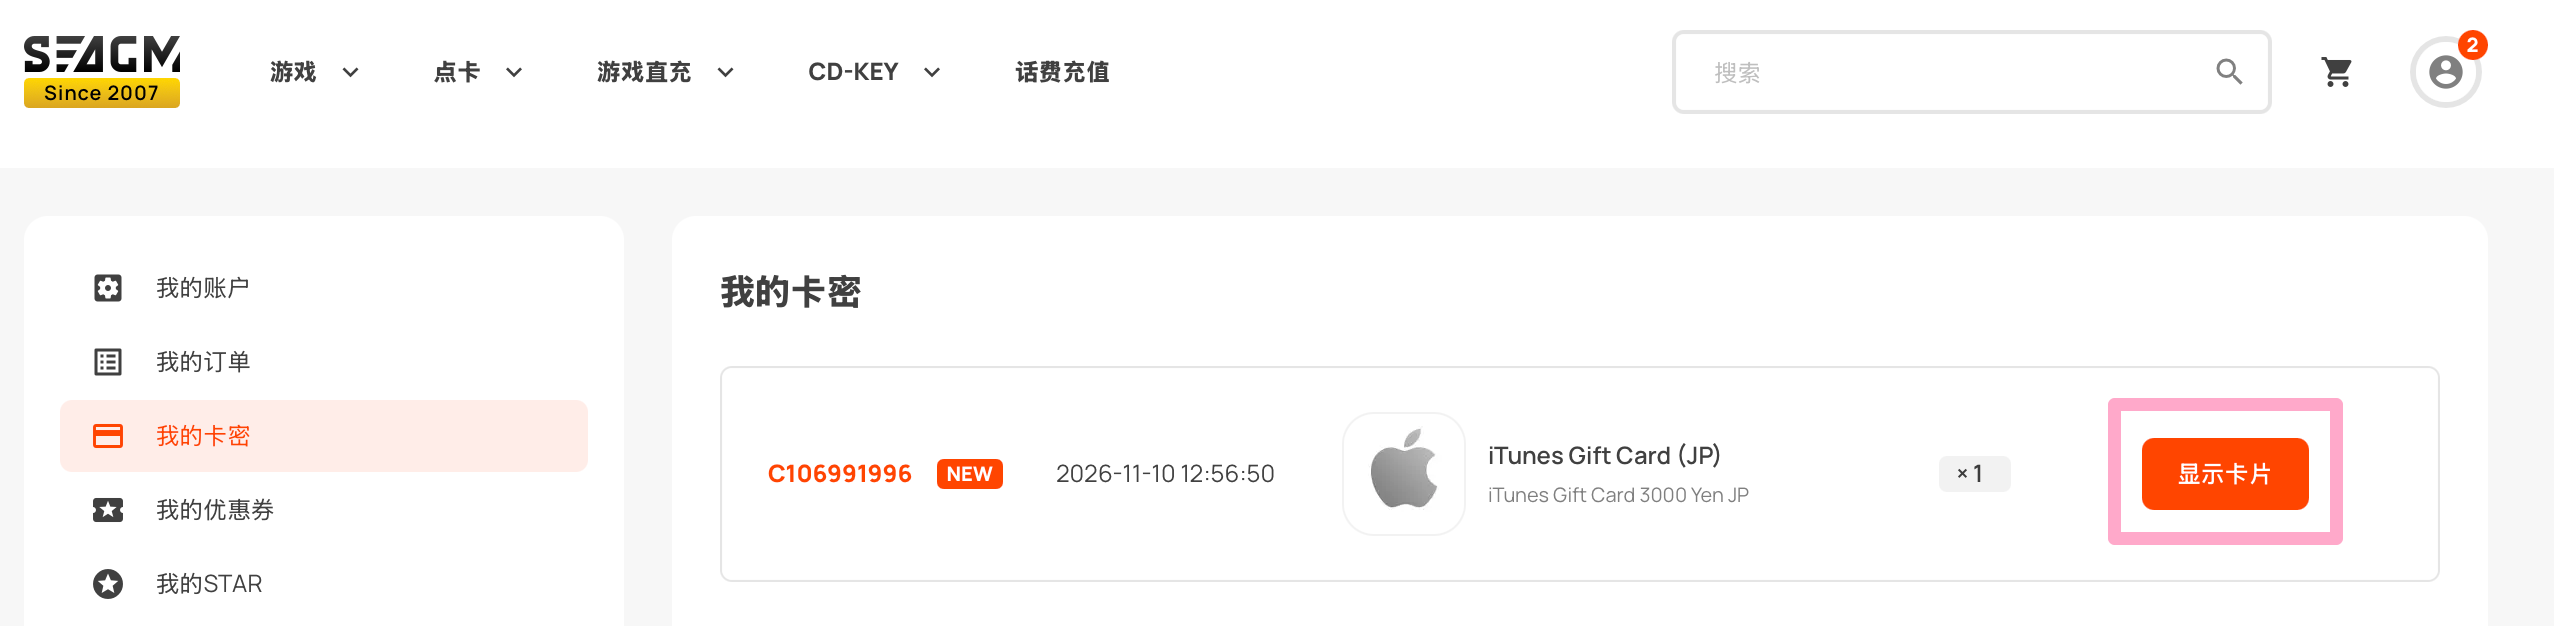 SEAGM
Since 2007
游戏
点卡
游戏直充
CD-KEY
话费充值
搜索
2
我的账户
我的订单
我的卡密
我的优惠券
我的STAR
我的卡密
C106991996
NEW
2026-11-10 12:56:50
iTunes Gift Card (JP)
iTunes Gift Card 3000 Yen JP
× 1
显示卡片